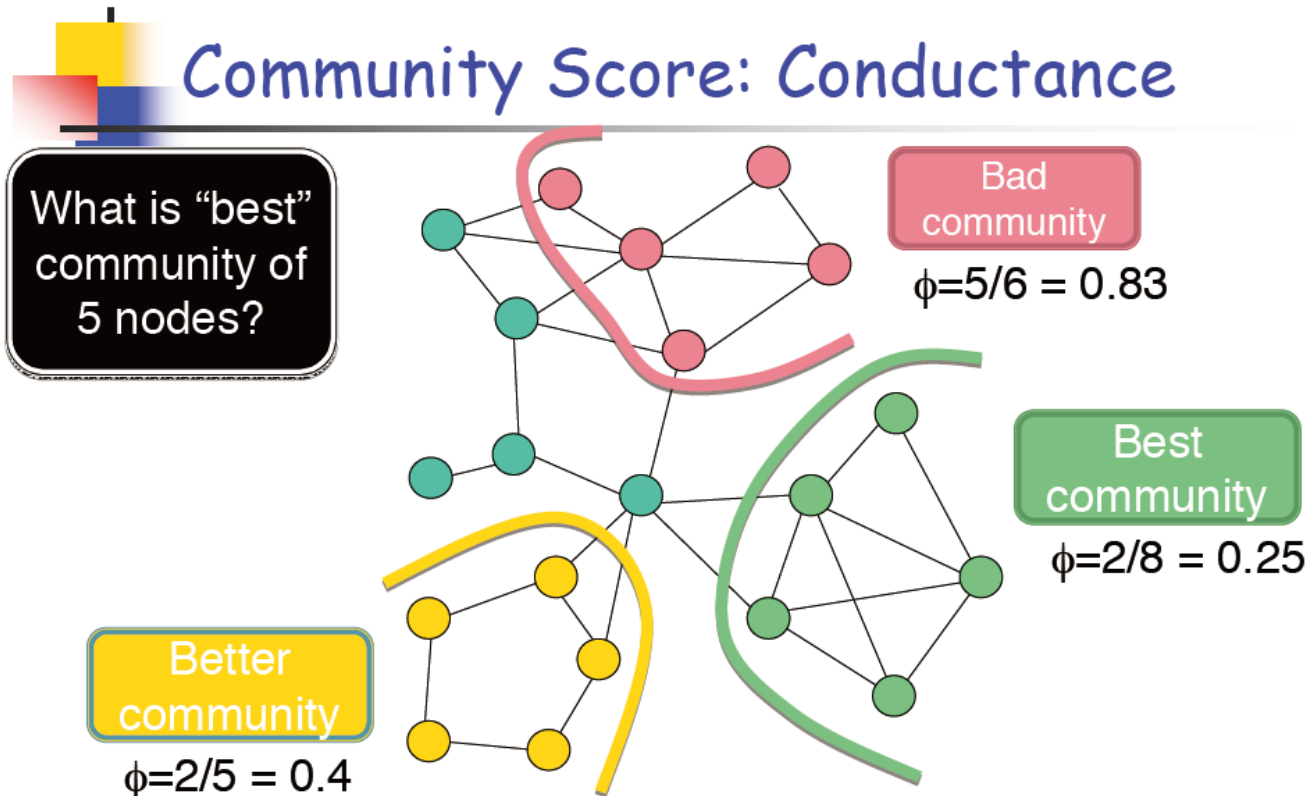 Community Score: Conductance
What is “best”
community of
5 nodes?
Bad
community
ϕ=5/6 = 0.83
Best
community
ϕ=2/8 = 0.25
Better
community
ϕ=2/5 = 0.4